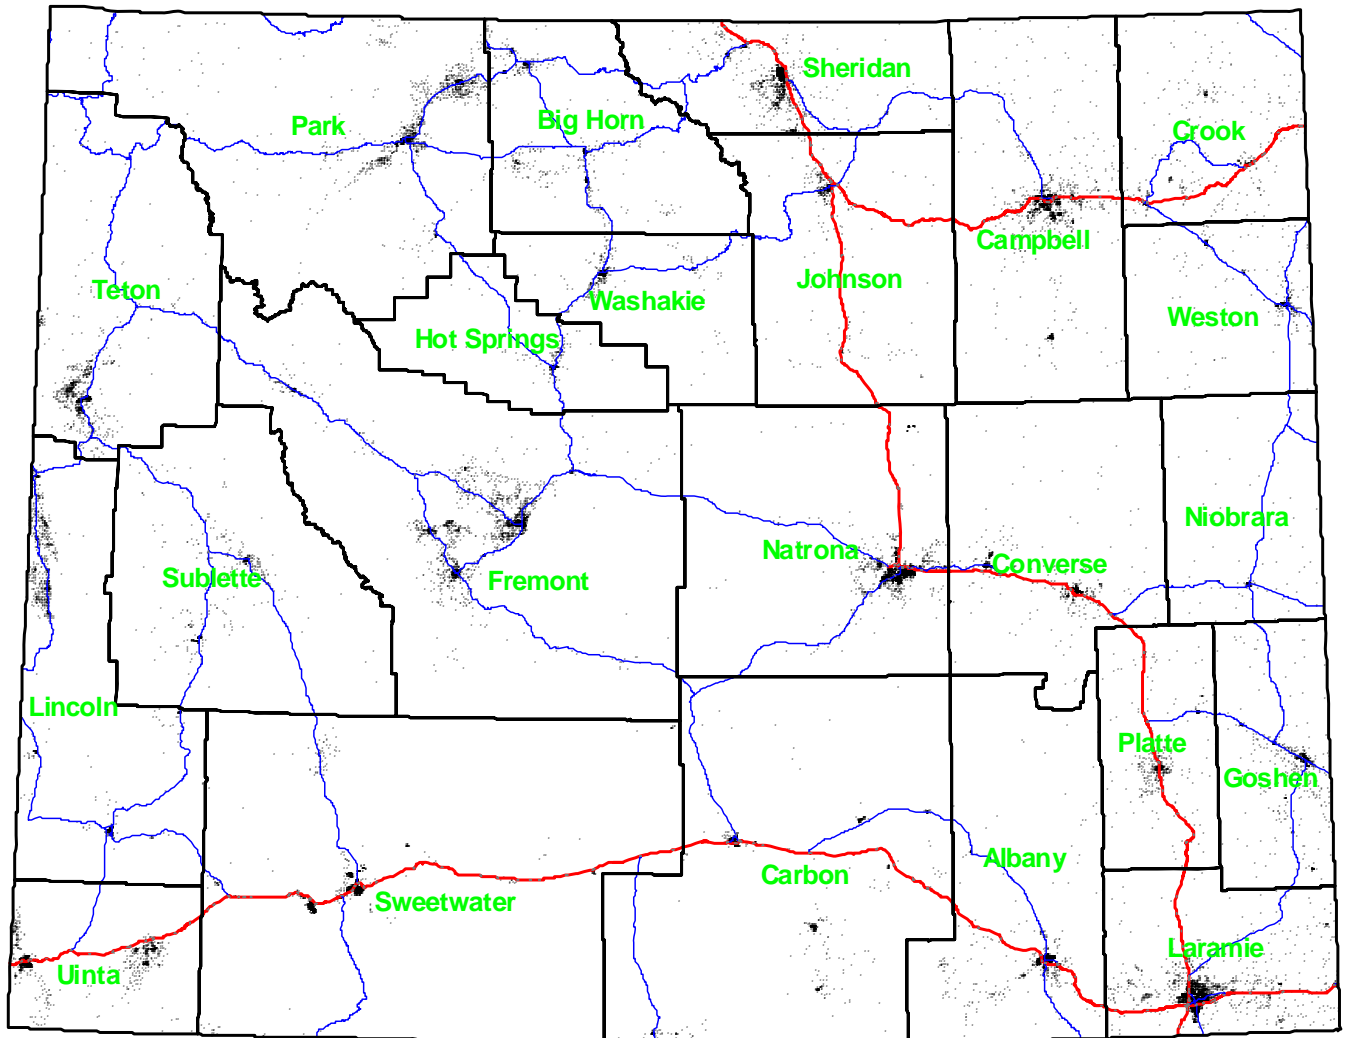 Sheridan
Park
Big Horn
Crook
Campbell
Teton
Johnson
Washakie
Weston
Hot Springs
Niobrara
Natrona
Converse
Sublette
Fremont
Lincoln
Platte
Goshen
Albany
Carbon
Sweetwater
Laramie
Uinta